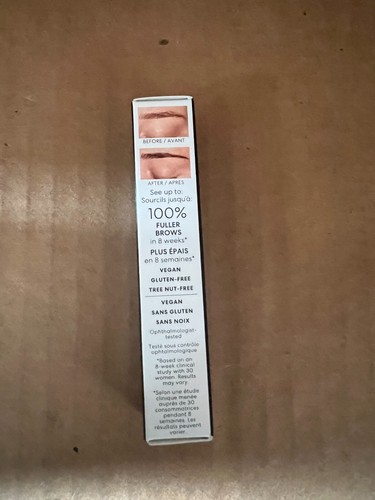 BEFORE / AVANT
AFTER / APRÈS
See up to:
Sourcils jusqu'à:
100%
FULLER
BROWS
in 8 weeks*
PLUS ÉPAIS
en 8 semaines*
VEGAN
GLUTEN-FREE
TREE NUT-FREE
VEGAN
SANS GLUTEN
SANS NOIX
Ophthalmologist-
tested
Testé sous contrôle
ophtalmologique
*Based on an
8-week clinical
study with 30
women. Results
may vary.
*Selon une étude
clinique menée
auprès de 30
consommatrices
pendant 8
semaines. Les
résultats peuvent
varier.